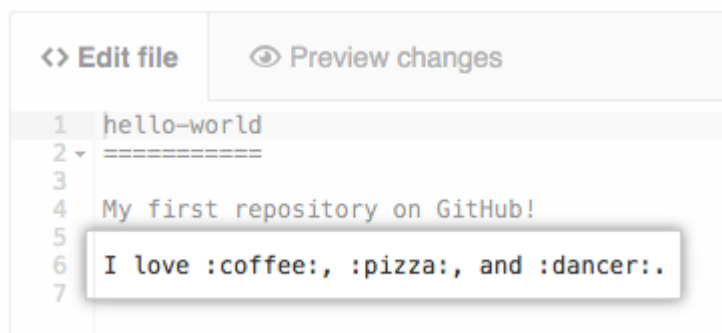 <> Edit file
Preview changes
1 hello-world
2 ===========
3
4 My first repository on GitHub!
5
6 I love :coffee:, :pizza:, and :dancer:.
7